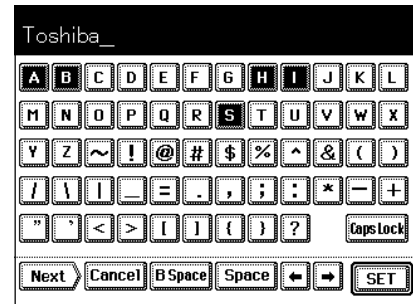 Toshiba_
A B C D E F G H I J K L
M N O P Q R S T U V W X
Y Z ~ ! @ # $ % ^ & ( )
/ \ | _ = . , ; : * - +
" ' < > [ ] { } ? Caps Lock
Next Cancel B Space Space ← → SET